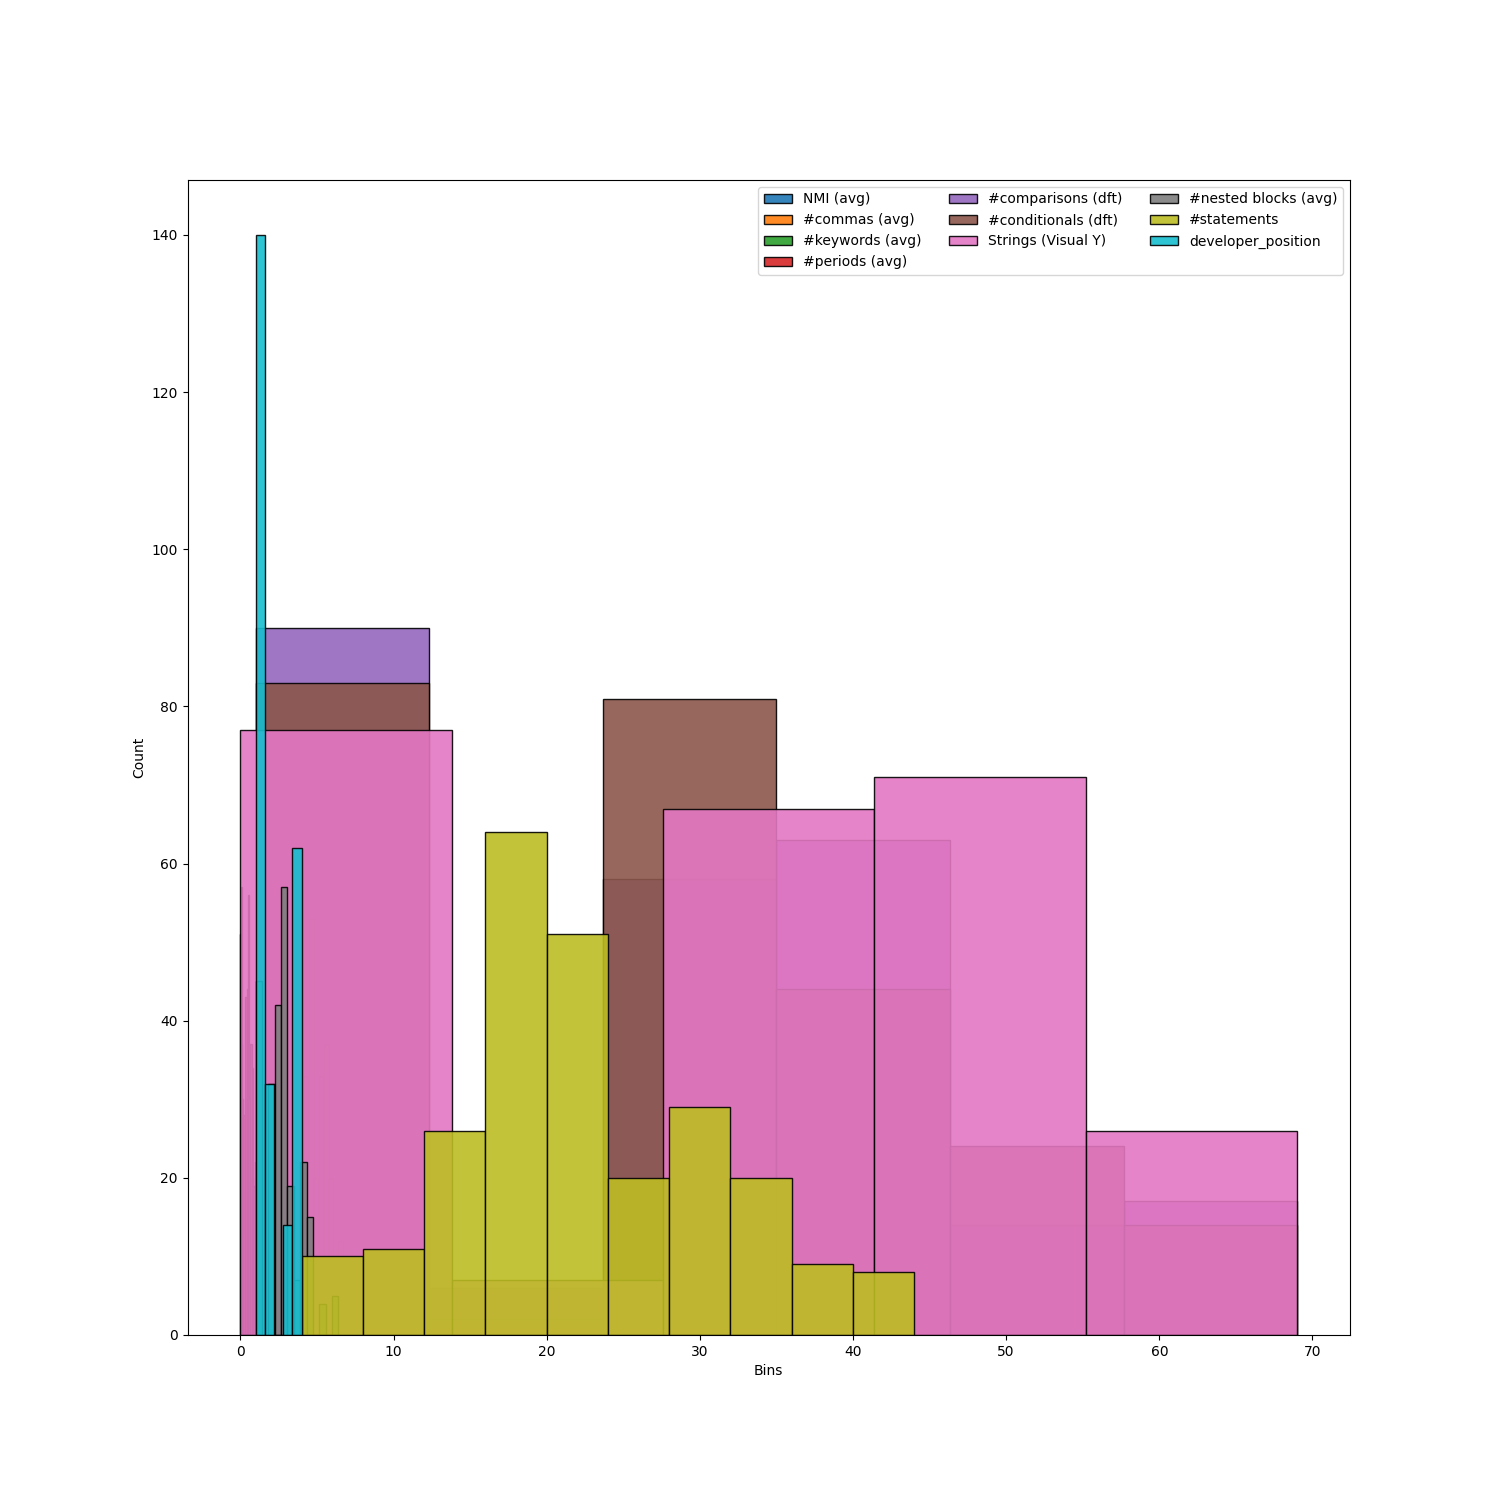 NMI (avg)
#commas (avg)
#keywords (avg)
#periods (avg)
#comparisons (dft)
#conditionals (dft)
Strings (Visual Y)
#nested blocks (avg)
#statements
developer_position
Count
140
120
100
80
60
40
20
0
0 10 20 30 40 50 60 70
Bins